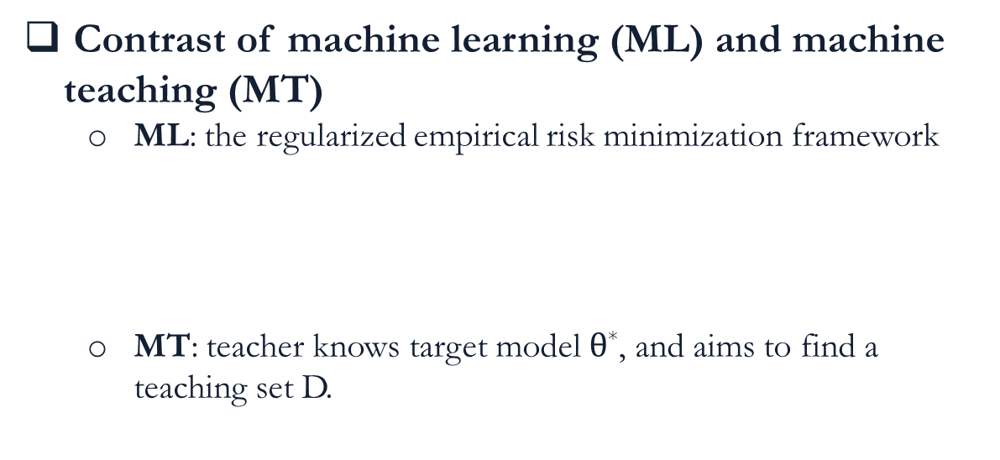 ❑ Contrast of machine learning (ML) and machine
teaching (MT)
o ML: the regularized empirical risk minimization framework
o MT: teacher knows target model θ*, and aims to find a
teaching set D.